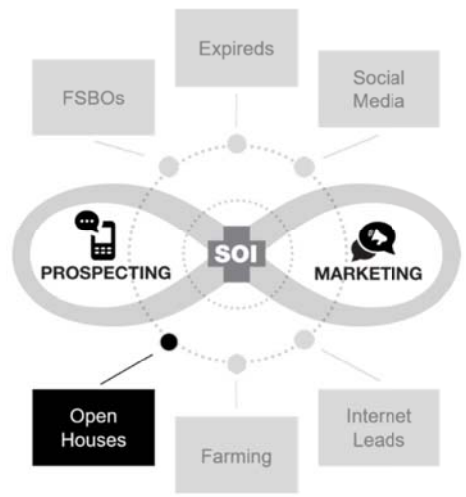 Expireds
FSBOs
Social
Media
PROSPECTING
SOI
MARKETING
Open
Houses
Farming
Internet
Leads